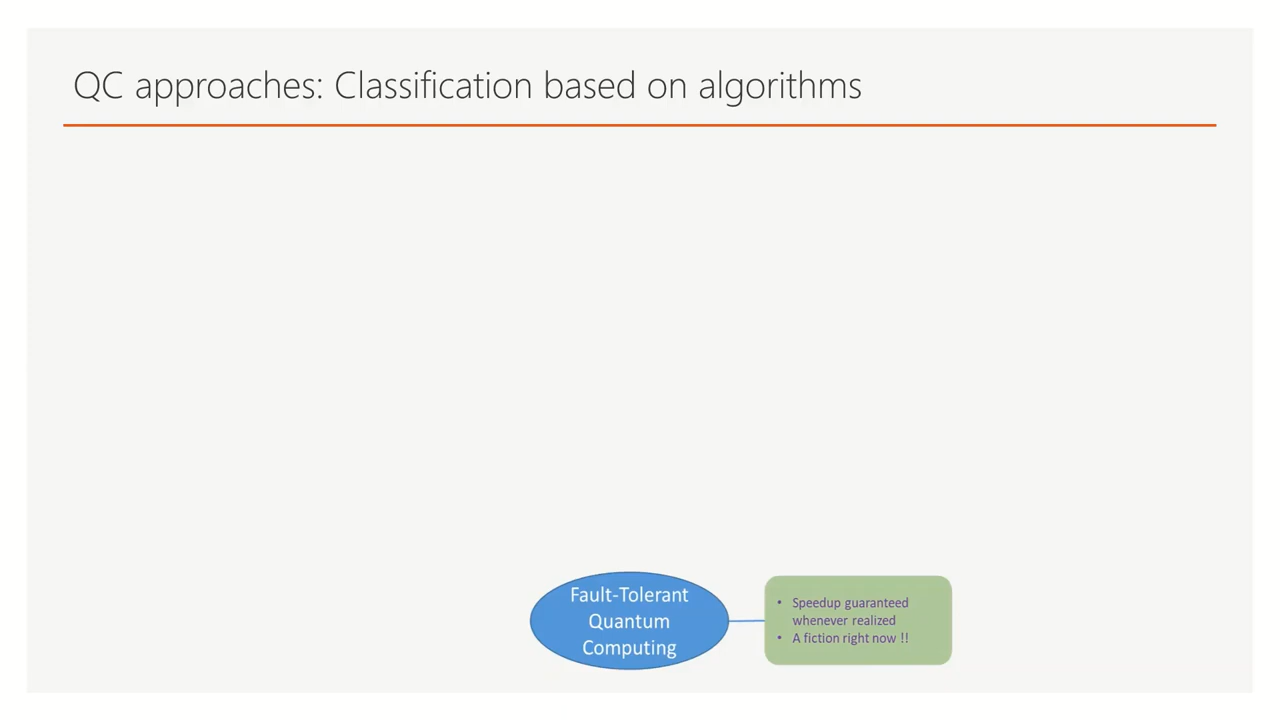 QC approaches: Classification based on algorithms
Fault-Tolerant
Quantum
Computing
• Speedup guaranteed
whenever realized
• A fiction right now !!